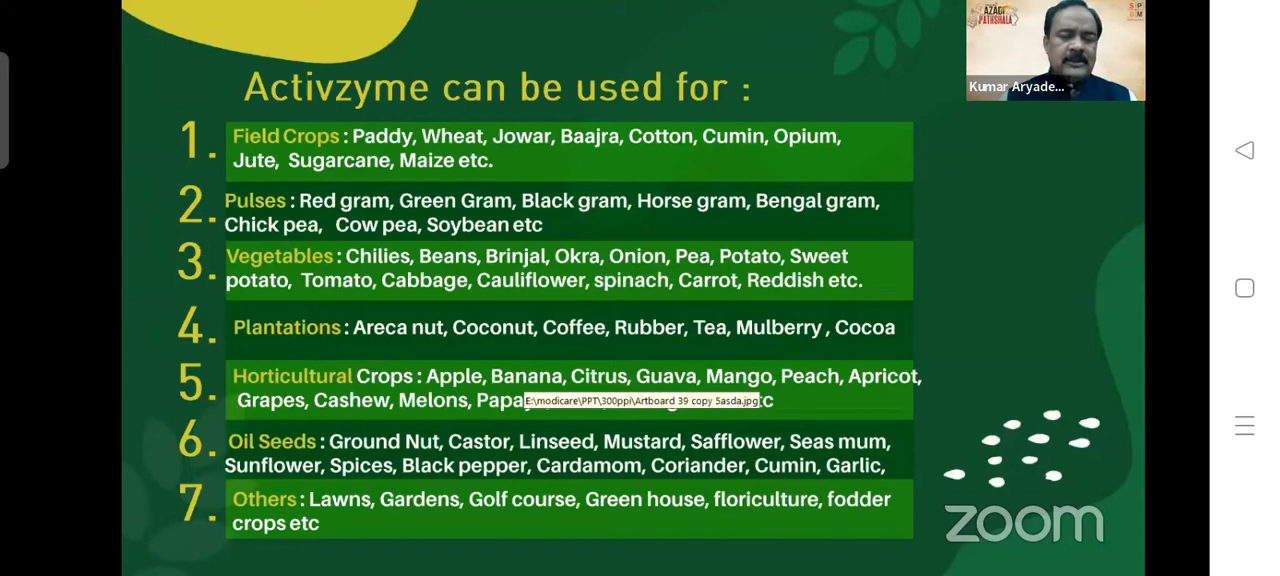 AZADI
PATHSHALA
S P
B M
Kumar Aryade...
Activzyme can be used for :
1. Field Crops : Paddy, Wheat, Jowar, Baajra, Cotton, Cumin, Opium,
Jute, Sugarcane, Maize etc.
2. Pulses : Red gram, Green Gram, Black gram, Horse gram, Bengal gram,
Chick pea, Cow pea, Soybean etc
3. Vegetables : Chilies, Beans, Brinjal, Okra, Onion, Pea, Potato, Sweet
potato, Tomato, Cabbage, Cauliflower, spinach, Carrot, Reddish etc.
4. Plantations : Areca nut, Coconut, Coffee, Rubber, Tea, Mulberry , Cocoa
5. Horticultural Crops : Apple, Banana, Citrus, Guava, Mango, Peach, Apricot,
Grapes, Cashew, Melons,
E:\modicare\PPT\300ppi\Artboard 39 copy 5asda.jpg
6. Oil Seeds : Ground Nut, Castor, Linseed, Mustard, Safflower, Seas mum,
Sunflower, Spices, Black pepper, Cardamom, Coriander, Cumin, Garlic,
7. Others : Lawns, Gardens, Golf course, Green house, floriculture, fodder
crops etc
zoom